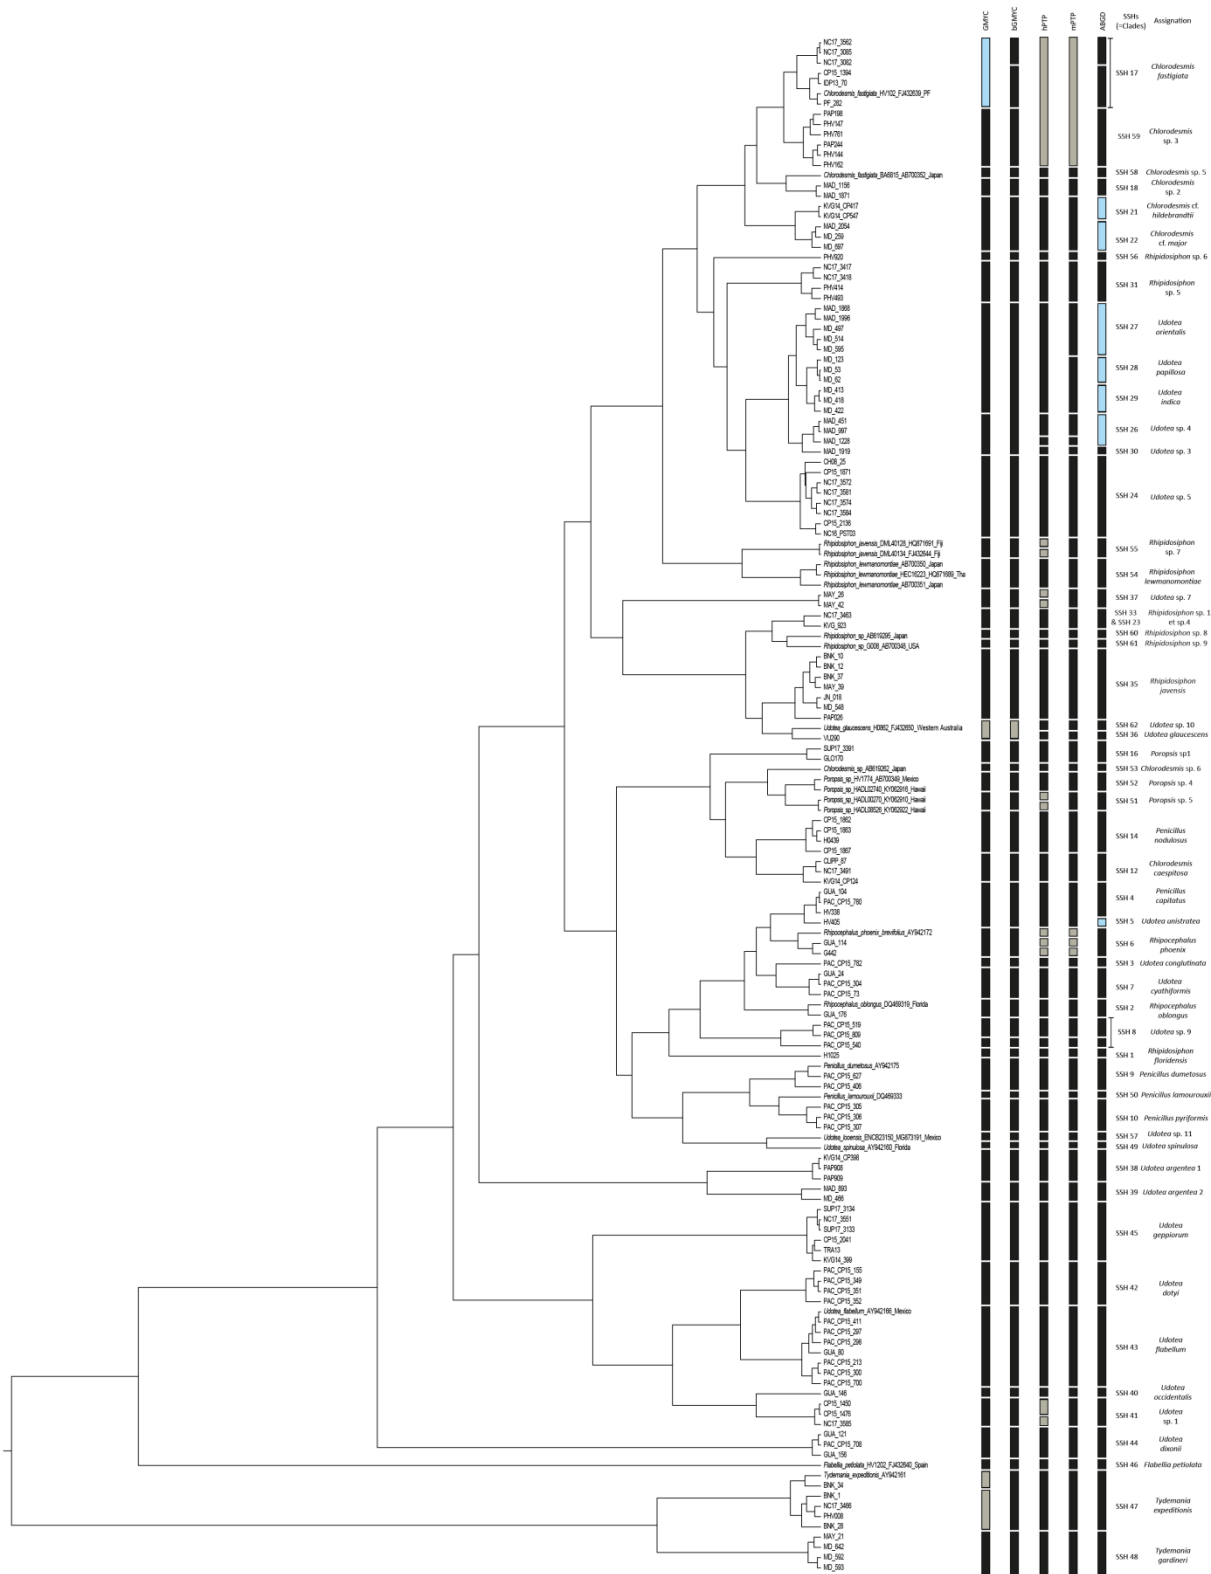 GMYC
bGMYC
hPTP
mPTP
ABGD
SSHs
(=Clades)
Assignation
NC17_3562
NC17_3085
NC17_3082
CP15_1394
IDP13_70
Chlorodesmis_fastigiata_HV102_FJ432639_PF
PF_282
SSH 17
Chlorodesmis
fastigiata
PAP198
PHV147
PHV761
PAP244
PHV144
PHV162
SSH 59
Chlorodesmis
sp. 3
Chlorodesmis_fastigiata_BA6815_AB700352_Japan
SSH 58
Chlorodesmis sp. 5
MAD_1156
MAD_1871
SSH 18
Chlorodesmis
sp. 2
KVG14_CP417
KVG14_CP547
SSH 21
Chlorodesmis cf.
hildebrandtii
MAD_2054
MD_259
MD_697
SSH 22
Chlorodesmis
cf. major
PHV920
SSH 56
Rhipidosiphon sp. 6
NC17_3417
NC17_3418
PHV414
PHV493
SSH 31
Rhipidosiphon
sp. 5
MAD_1868
MAD_1996
MD_497
MD_514
MD_595
SSH 27
Udotea
orientalis
MD_123
MD_53
MD_62
SSH 28
Udotea
papillosa
MD_413
MD_418
MD_422
SSH 29
Udotea
indica
MAD_451
MAD_997
MAD_1228
SSH 26
Udotea sp. 4
MAD_1919
SSH 30
Udotea sp. 3
CH08_25
CP15_1871
NC17_3572
NC17_3581
NC17_3574
NC17_3584
CP15_2136
NC16_PST03
SSH 24
Udotea sp. 5
Rhipidosiphon_javensis_DML40128_HQ871691_Fiji
Rhipidosiphon_javensis_DML40134_FJ432644_Fiji
SSH 55
Rhipidosiphon
sp. 7
Rhipidosiphon_lewmanomontiae_AB700350_Japan
Rhipidosiphon_lewmanomontiae_HEC16223_HQ871689_Tha
Rhipidosiphon_lewmanomontiae_AB700351_Japan
SSH 54
Rhipidosiphon
lewmanomontiae
MAY_26
MAY_42
SSH 37
Udotea sp. 7
NC17_3463
KVG_923
SSH 33
& SSH 23
Rhipidosiphon sp. 1
et sp.4
Rhipidosiphon_sp_AB619295_Japan
SSH 60
Rhipidosiphon sp. 8
Rhipidosiphon_sp_G008_AB700348_USA
SSH 61
Rhipidosiphon sp. 9
BNK_10
BNK_12
BNK_37
MAY_39
JN_018
MD_548
PAP026
SSH 35
Rhipidosiphon
javensis
Udotea_glaucescens_H0862_FJ432650_Western Australia
SSH 62
Udotea sp. 10
VU290
SSH 36
Udotea glaucescens
SUP17_3391
GLO170
SSH 16
Poropsis sp1
Chlorodesmis_sp_AB619262_Japan
SSH 53
Chlorodesmis sp. 6
Poropsis_sp_HV1774_AB700349_Mexico
Poropsis_sp_HADL02740_KY062916_Hawaii
SSH 52
Poropsis sp. 4
Poropsis_sp_HADL00270_KY062910_Hawaii
Poropsis_sp_HADL08526_KY062922_Hawaii
SSH 51
Poropsis sp. 5
CP15_1862
CP15_1863
H0439
CP15_1867
SSH 14
Penicillus
nodulosus
CLIPP_87
NC17_3491
KVG14_CP124
SSH 12
Chlorodesmis
caespitosa
GUA_104
PAC_CP15_780
HV338
SSH 4
Penicillus
capitatus
HV405
SSH 5
Udotea unistratea
Rhipocephalus_phoenix_brevifolius_AY942172
GUA_114
G442
SSH 6
Rhipocephalus
phoenix
PAC_CP15_782
SSH 3
Udotea conglutinata
GUA_24
PAC_CP15_304
PAC_CP15_73
SSH 7
Udotea
cyathiformis
Rhipocephalus_oblongus_DQ469319_Florida
GUA_176
SSH 2
Rhipocephalus
oblongus
PAC_CP15_519
PAC_CP15_809
PAC_CP15_540
SSH 8
Udotea sp. 9
H1025
SSH 1
Rhipidosiphon
floridensis
Penicillus_dumetosus_AY942175
PAC_CP15_627
PAC_CP15_406
SSH 9
Penicillus dumetosus
Penicillus_lamourouxii_DQ469333
SSH 50
Penicillus lamourouxii
PAC_CP15_305
PAC_CP15_306
PAC_CP15_307
SSH 10
Penicillus pyriformis
Udotea_looensis_ENCB23150_MG873191_Mexico
SSH 57
Udotea sp. 11
Udotea_spinulosa_AY942160_Florida
SSH 49
Udotea spinulosa
KVG14_CP398
PAP908
PAP909
SSH 38
Udotea argentea 1
MAD_893
MD_466
SSH 39
Udotea argentea 2
SUP17_3134
NC17_3551
SUP17_3133
CP15_2041
TRA13
KVG14_399
SSH 45
Udotea
geppiorum
PAC_CP15_155
PAC_CP15_349
PAC_CP15_351
PAC_CP15_352
SSH 42
Udotea
dotyi
Udotea_flabellum_AY942166_Mexico
PAC_CP15_411
PAC_CP15_297
PAC_CP15_298
GUA_80
PAC_CP15_213
PAC_CP15_300
PAC_CP15_700
SSH 43
Udotea
flabellum
GUA_146
SSH 40
Udotea
occidentalis
CP15_1450
CP15_1476
NC17_3585
SSH 41
Udotea
sp. 1
GUA_121
PAC_CP15_708
GUA_156
SSH 44
Udotea
dixonii
Flabellia_petiolata_HV1202_FJ432640_Spain
SSH 46
Flabellia petiolata
Tydemania_expeditionis_AY942161
BNK_34
BNK_1
NC17_3466
PHV008
BNK_28
SSH 47
Tydemania
expeditionis
MAY_21
MD_642
MD_592
MD_593
SSH 48
Tydemania
gardineri